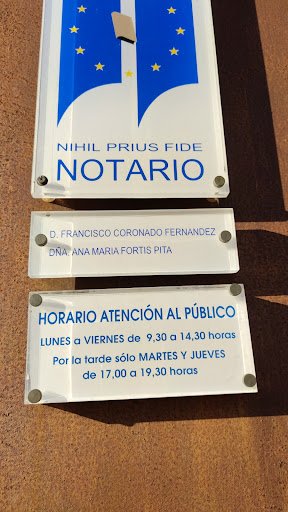 NIHIL PRIUS FIDE
NOTARIO
D. FRANCISCO CORONADO FERNANDEZ
DÑA. ANA MARIA FORTIS PITA
HORARIO ATENCIÓN AL PÚBLICO
LUNES a VIERNES de 9,30 a 14,30 horas
Por la tarde sólo MARTES Y JUEVES
de 17,00 a 19,30 horas